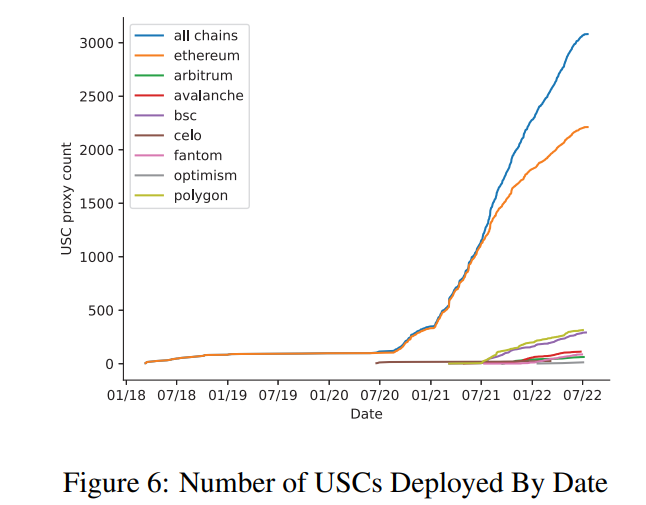 3000
2500
2000
1500
1000
500
0
USC proxy count
all chains
ethereum
arbitrum
avalanche
bsc
celo
fantom
optimism
polygon
01/18 07/18 01/19 07/19 01/20 07/20 01/21 07/21 01/22 07/22
Date
Figure 6: Number of USCs Deployed By Date